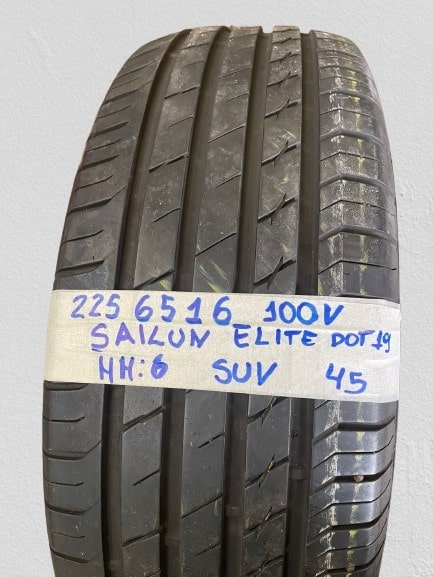 225 65 16 100V
SAILUN ELITE DOT 19
HH:6 SUV 45